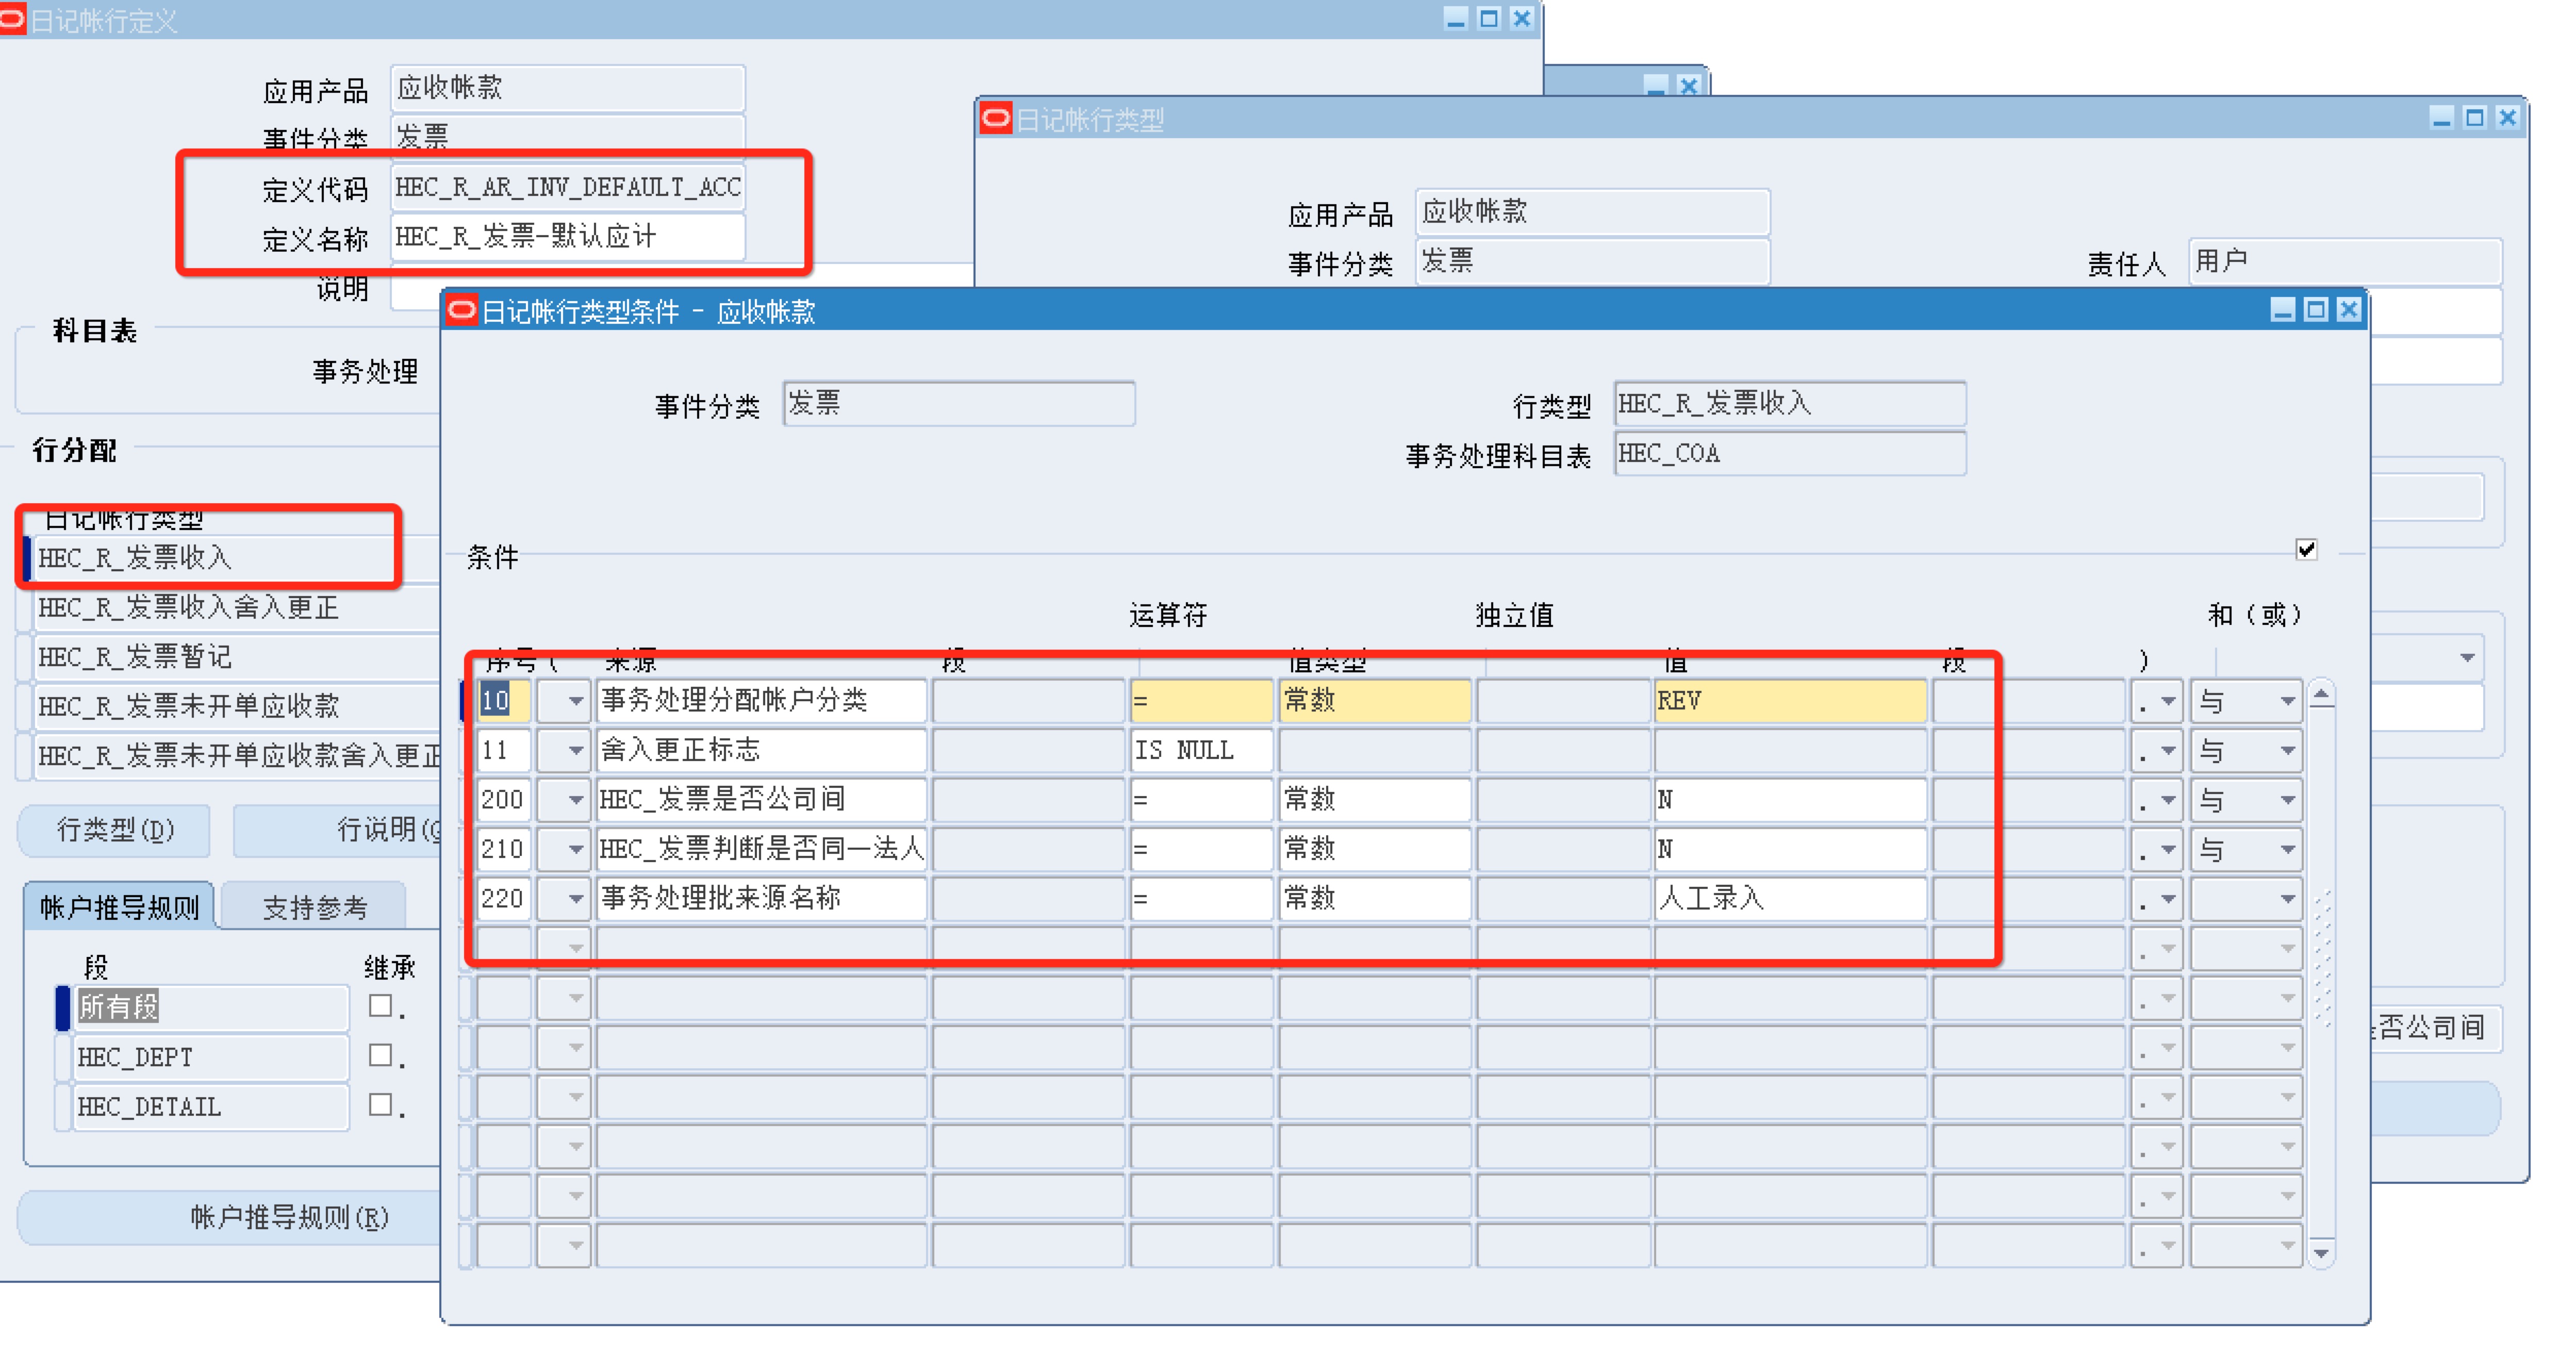 日记帐行定义
应用产品 应收帐款
事件分类 发票
定义代码 HEC_R_AR_INV_DEFAULT_ACC
定义名称 HEC_R_发票-默认应计
说明
科目表
事务处理
行分配
日记帐行类型
HEC_R_发票收入
HEC_R_发票收入舍入更正
HEC_R_发票暂记
HEC_R_发票未开单应收款
HEC_R_发票未开单应收款舍入更正
行类型(D) 行说明(
帐户推导规则 支持参考
段 继承
所有段
HEC_DEPT
HEC_DETAIL
帐户推导规则(R)
日记帐行类型
应用产品 应收帐款
事件分类 发票 责任人 用户
否公司间
日记帐行类型条件 - 应收帐款
事件分类 发票 行类型 HEC_R_发票收入
事务处理科目表 HEC_COA
条件
运算符 独立值 和（或）
序号 ( 来源 段 值类型 值 段 )
10 事务处理分配帐户分类 = 常数 REV . 与
11 舍入更正标志 IS NULL . 与
200 HEC_发票是否公司间 = 常数 N . 与
210 HEC_发票判断是否同一法人 = 常数 N . 与
220 事务处理批来源名称 = 常数 人工录入 .